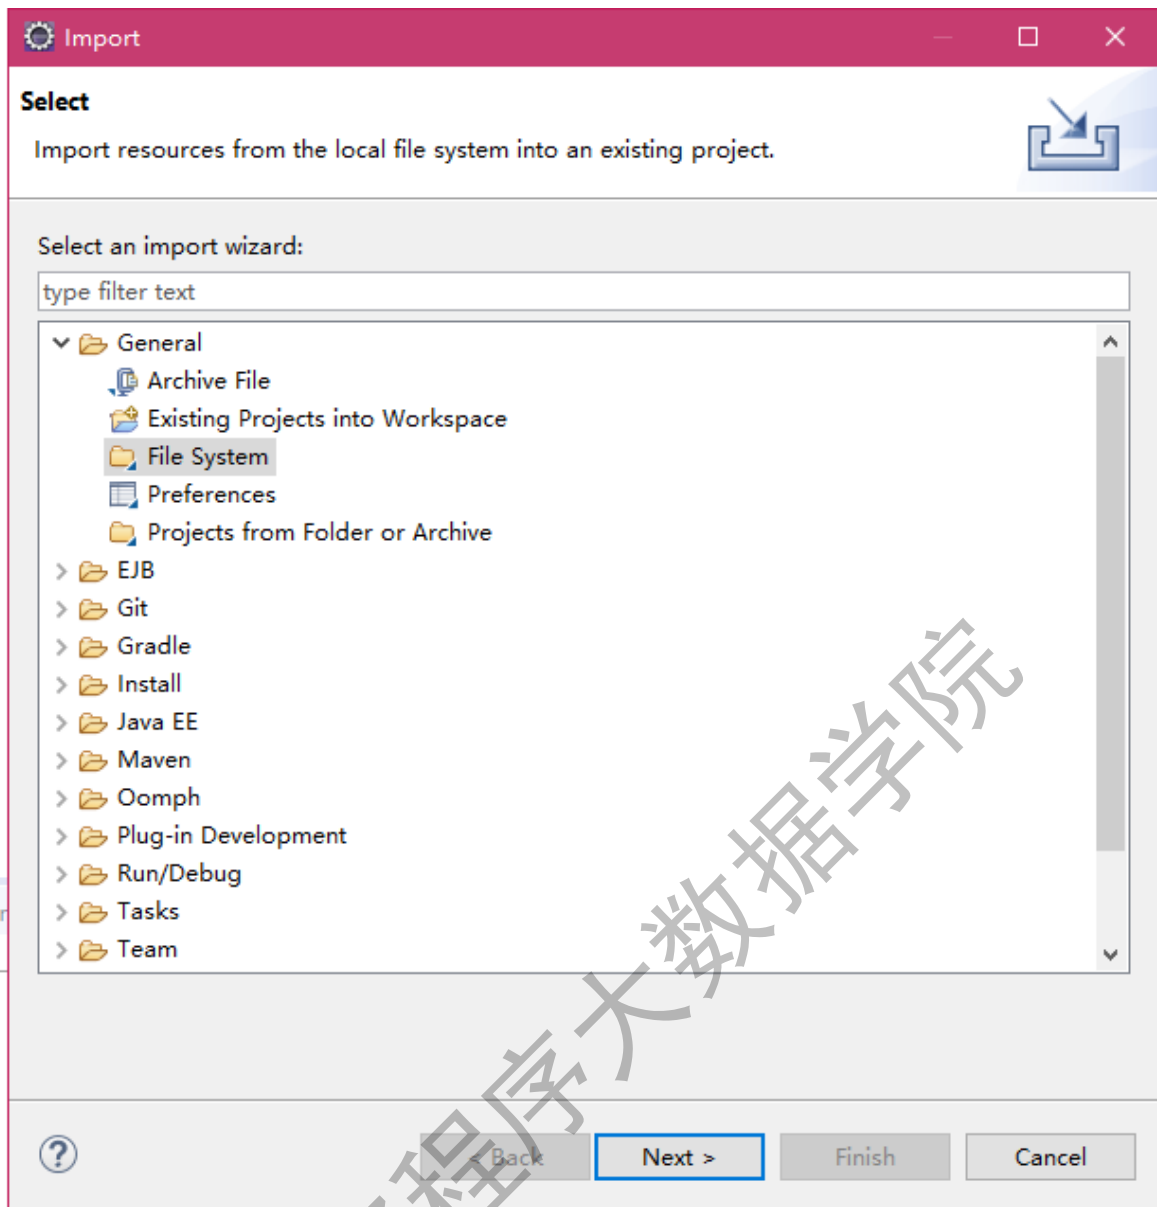 Import
Select
Import resources from the local file system into an existing project.
Select an import wizard:
type filter text
General
Archive File
Existing Projects into Workspace
File System
Preferences
Projects from Folder or Archive
EJB
Git
Gradle
Install
Java EE
Maven
Oomph
Plug-in Development
Run/Debug
Tasks
Team
< Back
Next >
Finish
Cancel
程序大数据学院